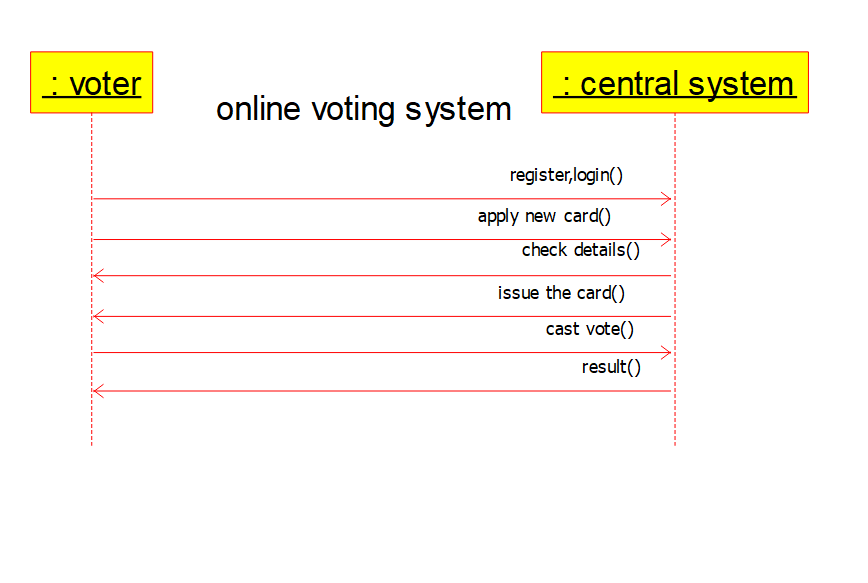 : voter
: central system
online voting system
register,login()
apply new card()
check details()
issue the card()
cast vote()
result()